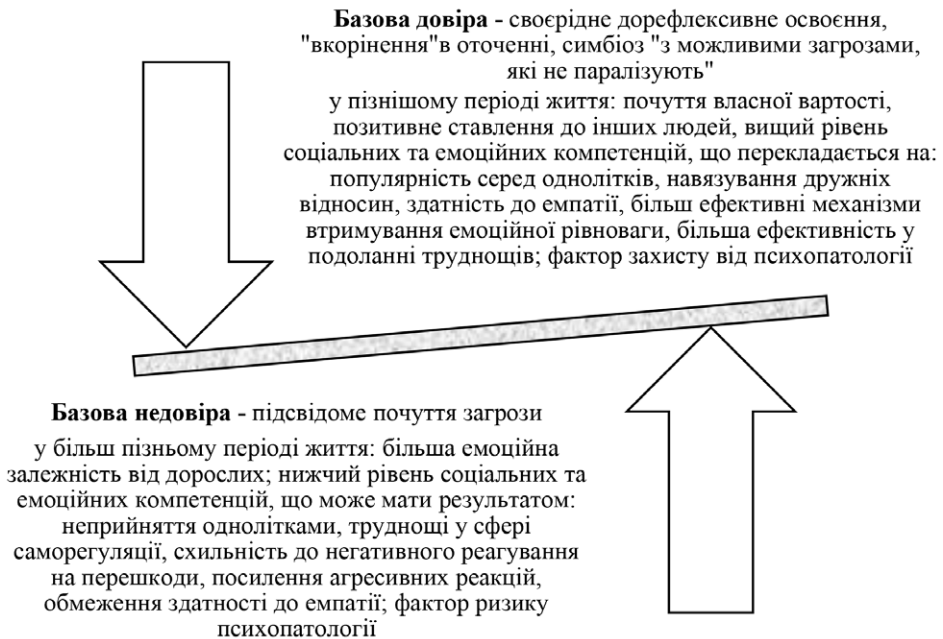 Базова довіра - своєрідне дорефлексивне освоєння,
"вкорінення"в оточенні, симбіоз "з можливими загрозами,
які не паралізують"
у пізнішому періоді життя: почуття власної вартості,
позитивне ставлення до інших людей, вищий рівень
соціальних та емоційних компетенцій, що перекладається на:
популярність серед однолітків, навязування дружніх
відносин, здатність до емпатії, більш ефективні механізми
втримування емоційної рівноваги, більша ефективність у
подоланні труднощів; фактор захисту від психопатології
Базова недовіра - підсвідоме почуття загрози
у більш пізньому періоді життя: більша емоційна
залежність від дорослих; нижчий рівень соціальних та
емоційних компетенцій, що може мати результатом:
неприйняття однолітками, труднощі у сфері
саморегуляції, схильність до негативного реагування
на перешкоди, посилення агресивних реакцій,
обмеження здатності до емпатії; фактор ризику
психопатології